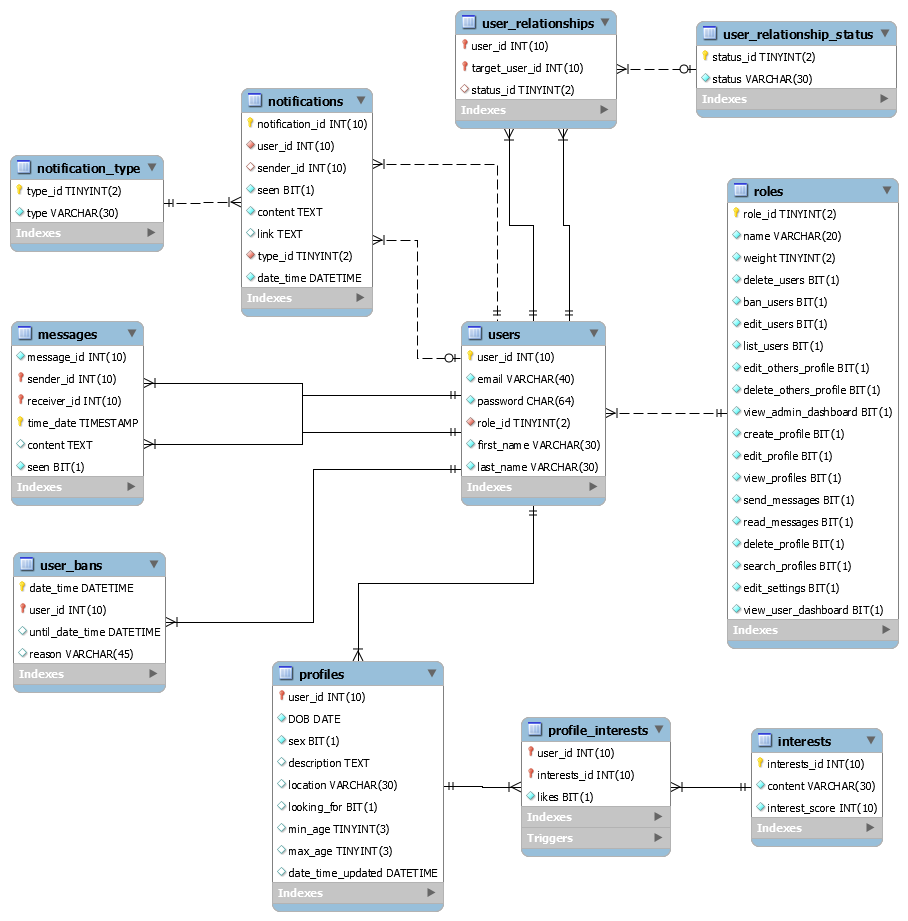 user_relationships
user_id INT(10)
target_user_id INT(10)
status_id TINYINT(2)
Indexes
user_relationship_status
status_id TINYINT(2)
status VARCHAR(30)
Indexes
notifications
notification_id INT(10)
user_id INT(10)
sender_id INT(10)
seen BIT(1)
content TEXT
link TEXT
type_id TINYINT(2)
date_time DATETIME
Indexes
notification_type
type_id TINYINT(2)
type VARCHAR(30)
Indexes
roles
role_id TINYINT(2)
name VARCHAR(20)
weight TINYINT(2)
delete_users BIT(1)
ban_users BIT(1)
edit_users BIT(1)
list_users BIT(1)
edit_others_profile BIT(1)
delete_others_profile BIT(1)
view_admin_dashboard BIT(1)
create_profile BIT(1)
edit_profile BIT(1)
view_profiles BIT(1)
send_messages BIT(1)
read_messages BIT(1)
delete_profile BIT(1)
search_profiles BIT(1)
edit_settings BIT(1)
view_user_dashboard BIT(1)
Indexes
messages
message_id INT(10)
sender_id INT(10)
receiver_id INT(10)
time_date TIMESTAMP
content TEXT
seen BIT(1)
Indexes
users
user_id INT(10)
email VARCHAR(40)
password CHAR(64)
role_id TINYINT(2)
first_name VARCHAR(30)
last_name VARCHAR(30)
Indexes
user_bans
date_time DATETIME
user_id INT(10)
until_date_time DATETIME
reason VARCHAR(45)
Indexes
profiles
user_id INT(10)
DOB DATE
sex BIT(1)
description TEXT
location VARCHAR(30)
looking_for BIT(1)
min_age TINYINT(3)
max_age TINYINT(3)
date_time_updated DATETIME
Indexes
profile_interests
user_id INT(10)
interests_id INT(10)
likes BIT(1)
Indexes
Triggers
interests
interests_id INT(10)
content VARCHAR(30)
interest_score INT(10)
Indexes